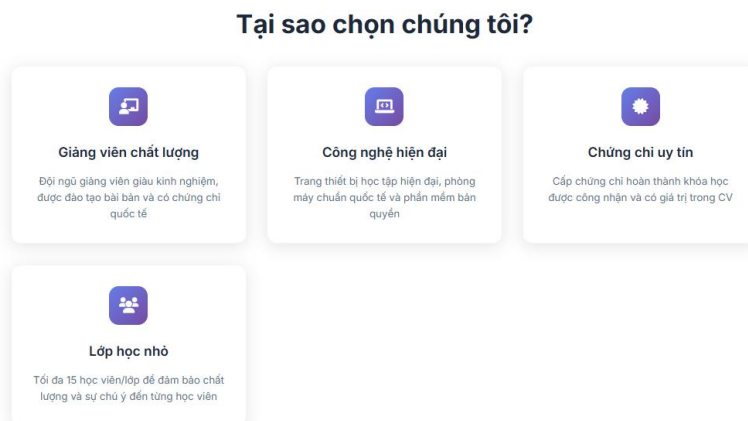 Tại sao chọn chúng tôi?
Giảng viên chất lượng
Đội ngũ giảng viên giàu kinh nghiệm,
được đào tạo bài bản và có chứng chỉ
quốc tế
Công nghệ hiện đại
Trang thiết bị học tập hiện đại, phòng
máy chuẩn quốc tế và phần mềm bản
quyền
Chứng chỉ uy tín
Cấp chứng chỉ hoàn thành khóa học
được công nhận và có giá trị trong CV
Lớp học nhỏ
Tối đa 15 học viên/lớp để đảm bảo chất
lượng và sự chú ý đến từng học viên